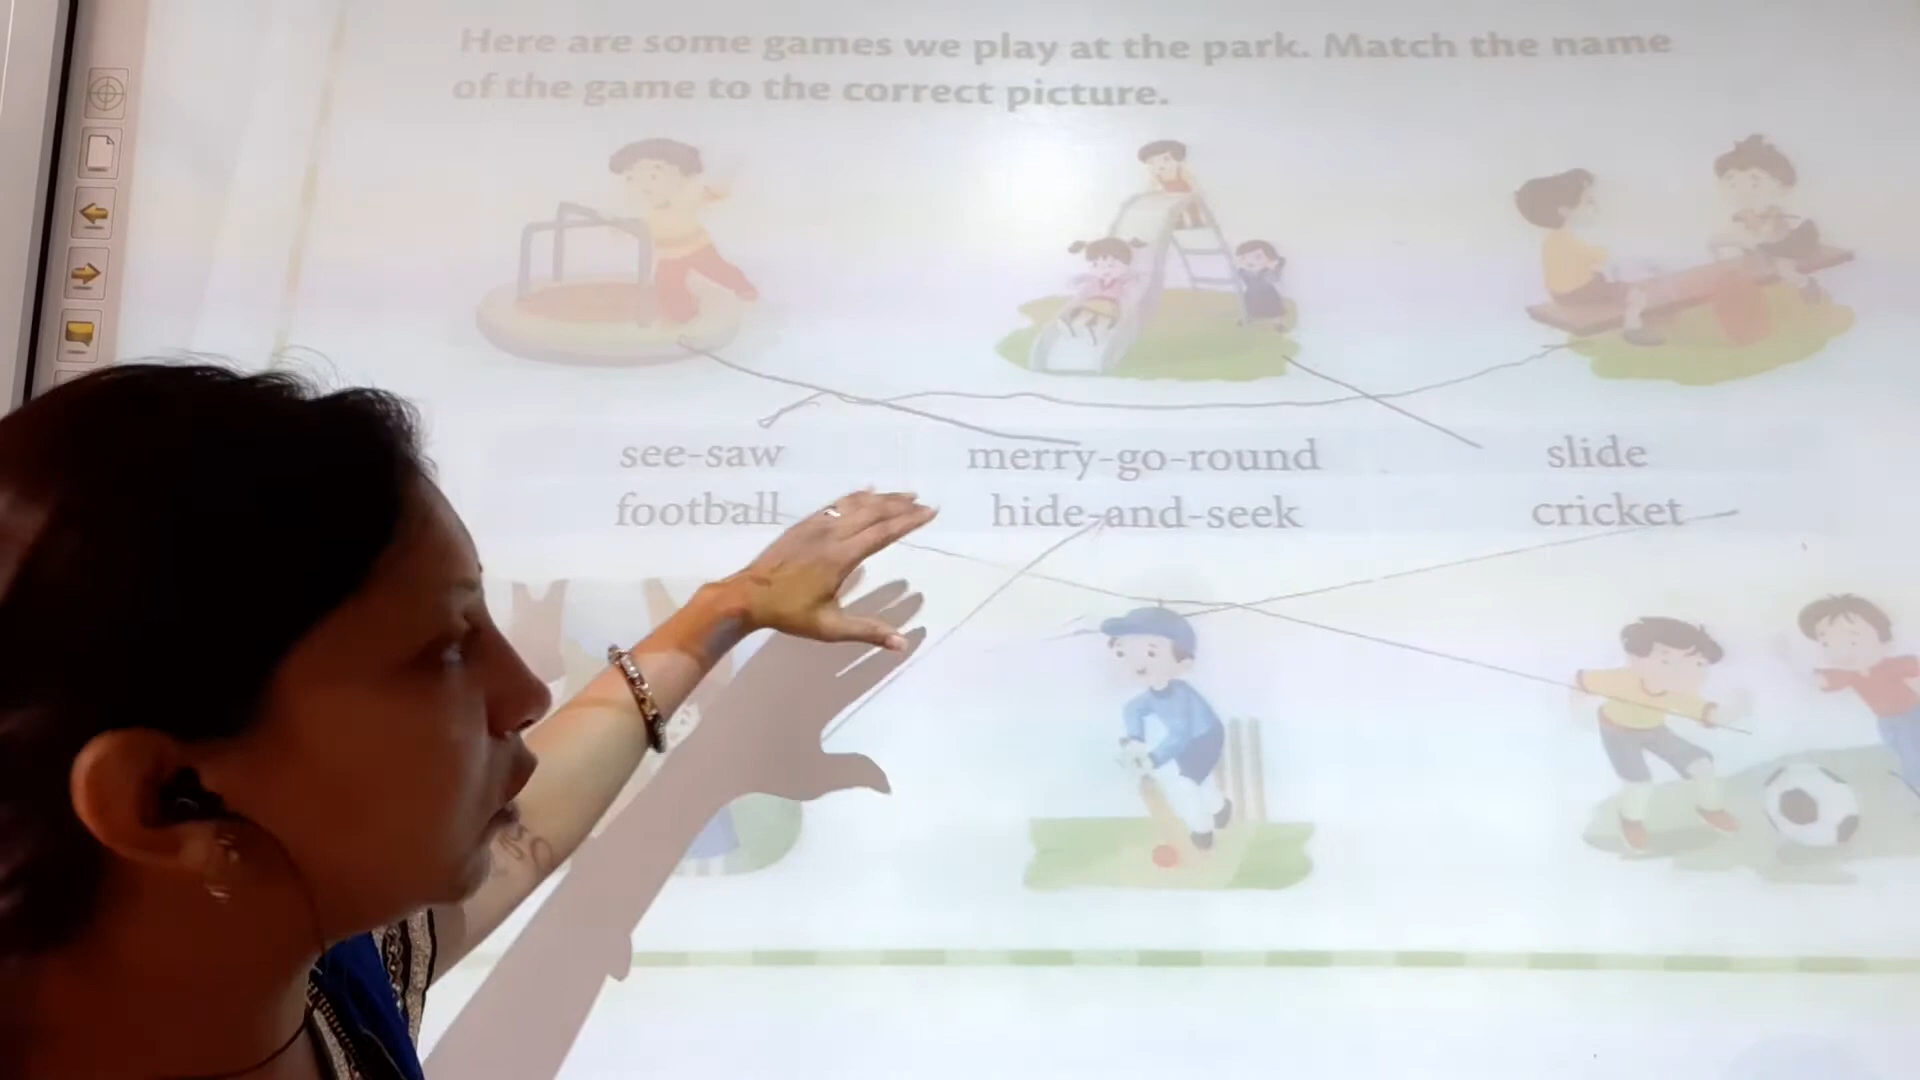 Here are some games we play at the park. Match the name
of the game to the correct picture.
see-saw merry-go-round slide
football hide-and-seek cricket